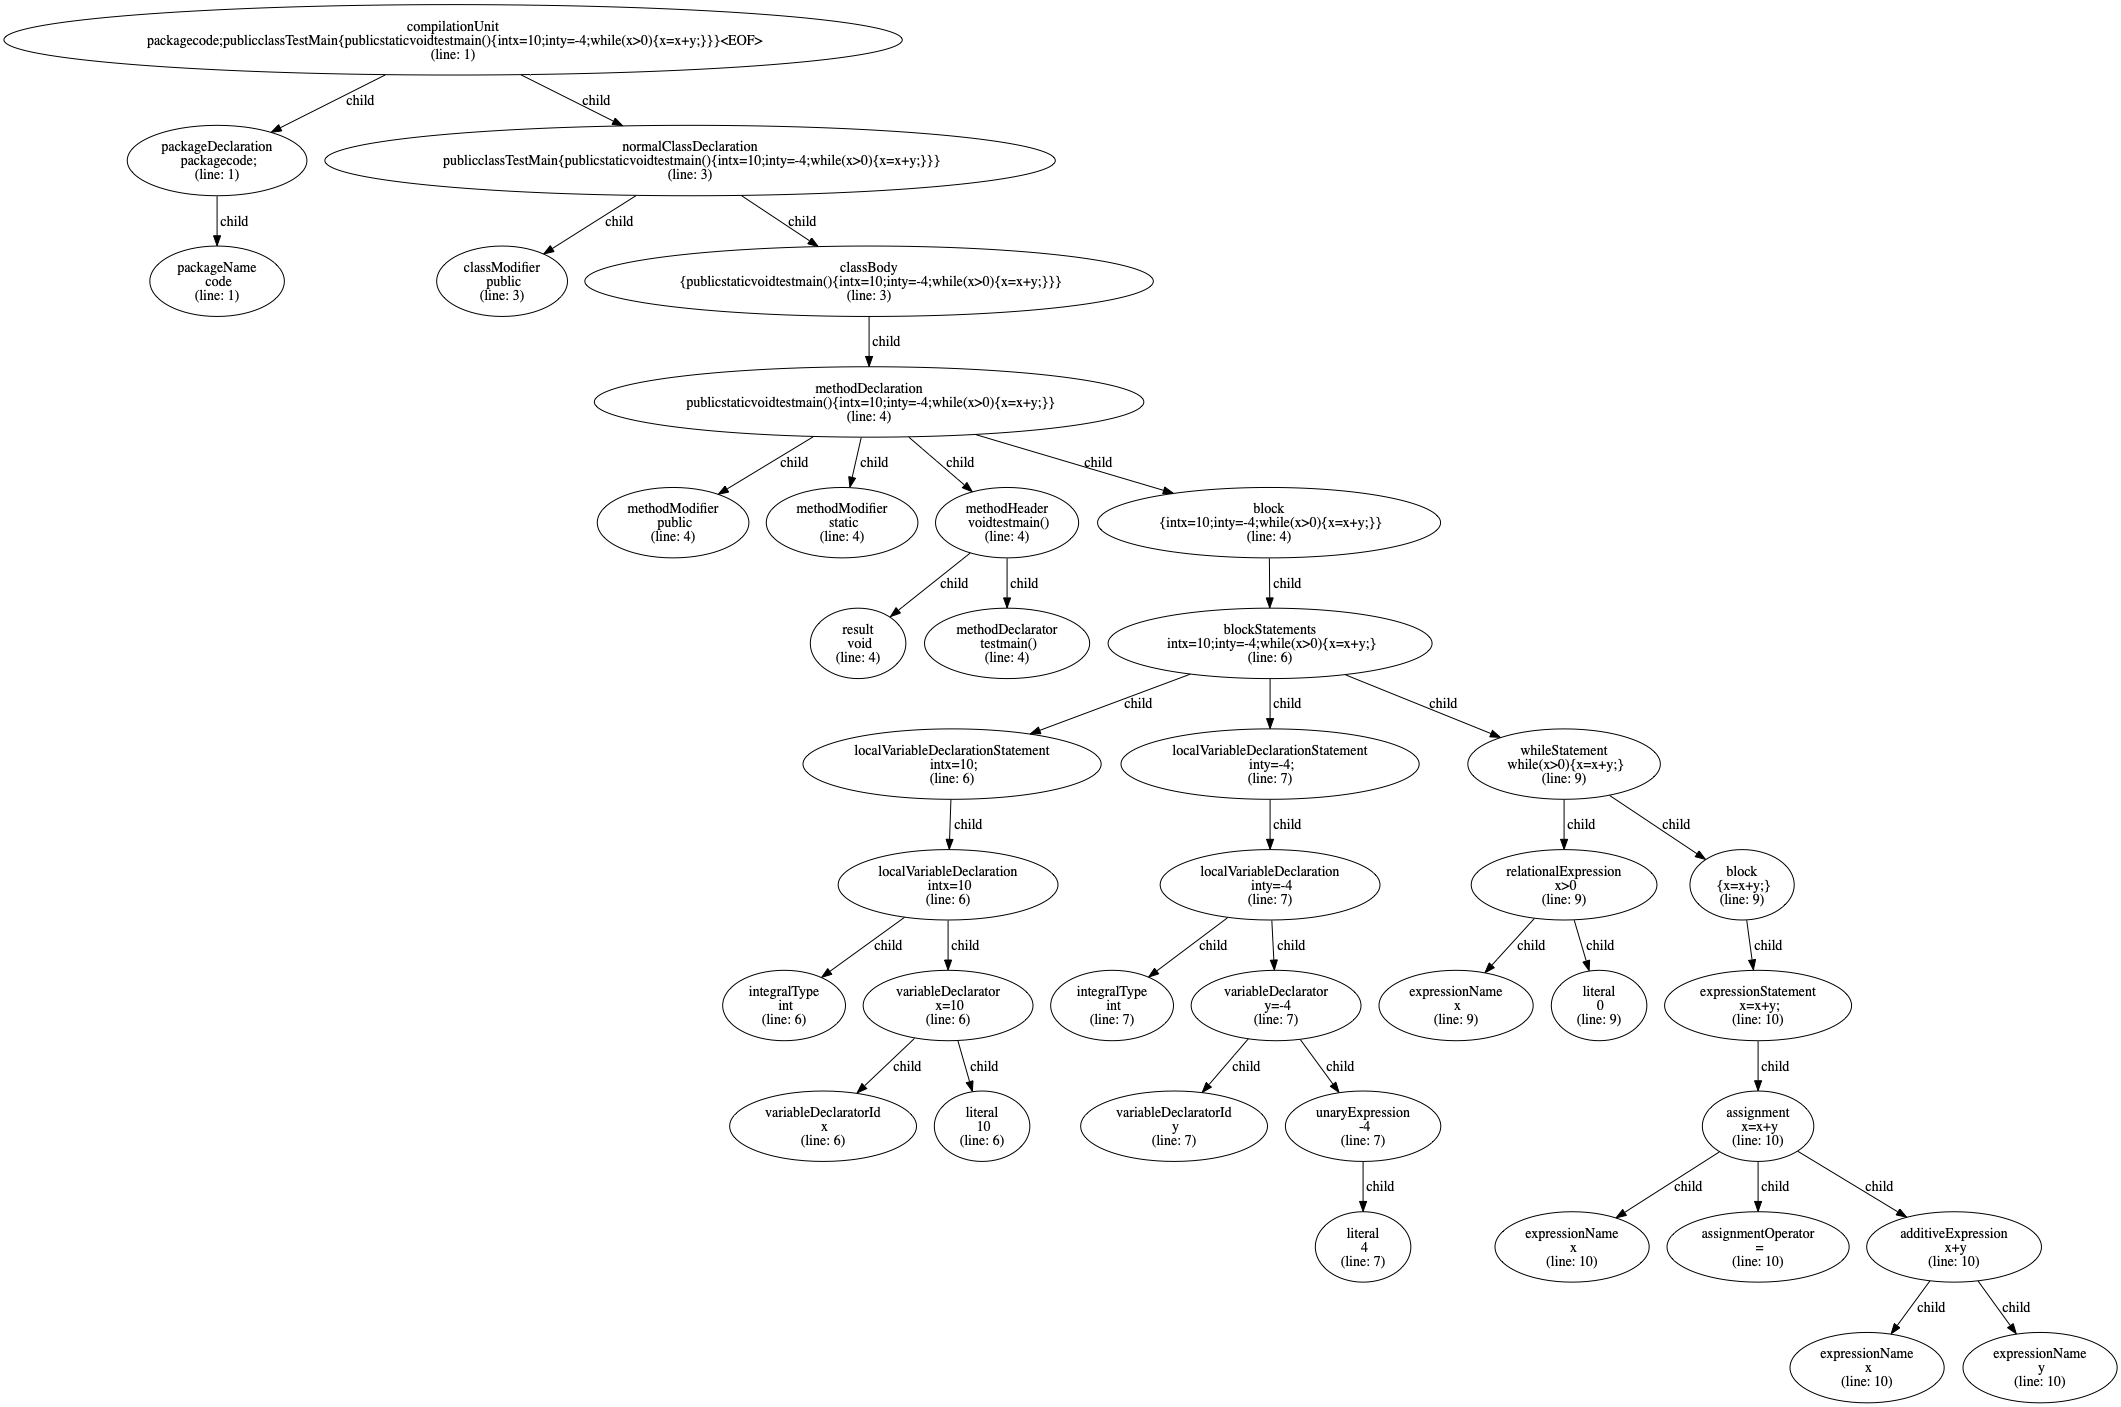 compilationUnit
packagecode;publicclassTestMain{publicstaticvoidtestmain(){intx=10;inty=-4;while(x>0){x=x+y;}}}<EOF>
(line: 1)
child
child
packageDeclaration
packagecode;
(line: 1)
normalClassDeclaration
publicclassTestMain{publicstaticvoidtestmain(){intx=10;inty=-4;while(x>0){x=x+y;}}}
(line: 3)
child
child
child
packageName
code
(line: 1)
classModifier
public
(line: 3)
classBody
{publicstaticvoidtestmain(){intx=10;inty=-4;while(x>0){x=x+y;}}}
(line: 3)
child
methodDeclaration
publicstaticvoidtestmain(){intx=10;inty=-4;while(x>0){x=x+y;}}
(line: 4)
child
child
child
child
methodModifier
public
(line: 4)
methodModifier
static
(line: 4)
methodHeader
voidtestmain()
(line: 4)
block
{intx=10;inty=-4;while(x>0){x=x+y;}}
(line: 4)
child
child
child
result
void
(line: 4)
methodDeclarator
testmain()
(line: 4)
blockStatements
intx=10;inty=-4;while(x>0){x=x+y;}
(line: 6)
child
child
child
localVariableDeclarationStatement
intx=10;
(line: 6)
localVariableDeclarationStatement
inty=-4;
(line: 7)
whileStatement
while(x>0){x=x+y;}
(line: 9)
child
child
child
child
localVariableDeclaration
intx=10
(line: 6)
localVariableDeclaration
inty=-4
(line: 7)
relationalExpression
x>0
(line: 9)
block
{x=x+y;}
(line: 9)
child
child
child
child
child
child
child
integralType
int
(line: 6)
variableDeclarator
x=10
(line: 6)
integralType
int
(line: 7)
variableDeclarator
y=-4
(line: 7)
expressionName
x
(line: 9)
literal
0
(line: 9)
expressionStatement
x=x+y;
(line: 10)
child
child
child
child
child
variableDeclaratorId
x
(line: 6)
literal
10
(line: 6)
variableDeclaratorId
y
(line: 7)
unaryExpression
-4
(line: 7)
assignment
x=x+y
(line: 10)
child
child
child
child
literal
4
(line: 7)
expressionName
x
(line: 10)
assignmentOperator
=
(line: 10)
additiveExpression
x+y
(line: 10)
child
child
expressionName
x
(line: 10)
expressionName
y
(line: 10)